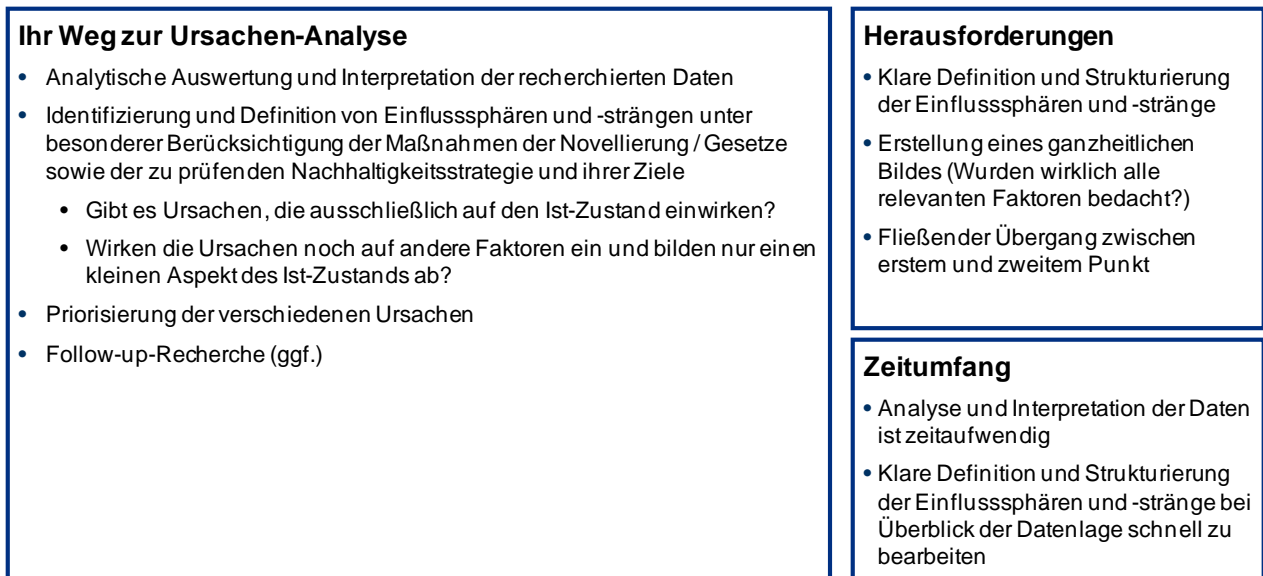 Ihr Weg zur Ursachen-Analyse
• Analytische Auswertung und Interpretation der recherchierten Daten
• Identifizierung und Definition von Einflusssphären und -strängen unter
besonderer Berücksichtigung der Maßnahmen der Novellierung / Gesetze
sowie der zu prüfenden Nachhaltigkeitsstrategie und ihrer Ziele
• Gibt es Ursachen, die ausschließlich auf den Ist-Zustand einwirken?
• Wirken die Ursachen noch auf andere Faktoren ein und bilden nur einen
kleinen Aspekt des Ist-Zustands ab?
• Priorisierung der verschiedenen Ursachen
• Follow-up-Recherche (ggf.)
Herausforderungen
• Klare Definition und Strukturierung
der Einflusssphären und -stränge
• Erstellung eines ganzheitlichen
Bildes (Wurden wirklich alle
relevanten Faktoren bedacht?)
• Fließender Übergang zwischen
erstem und zweitem Punkt
Zeitumfang
• Analyse und Interpretation der Daten
ist zeitaufwendig
• Klare Definition und Strukturierung
der Einflusssphären und -stränge bei
Überblick der Datenlage schnell zu
bearbeiten